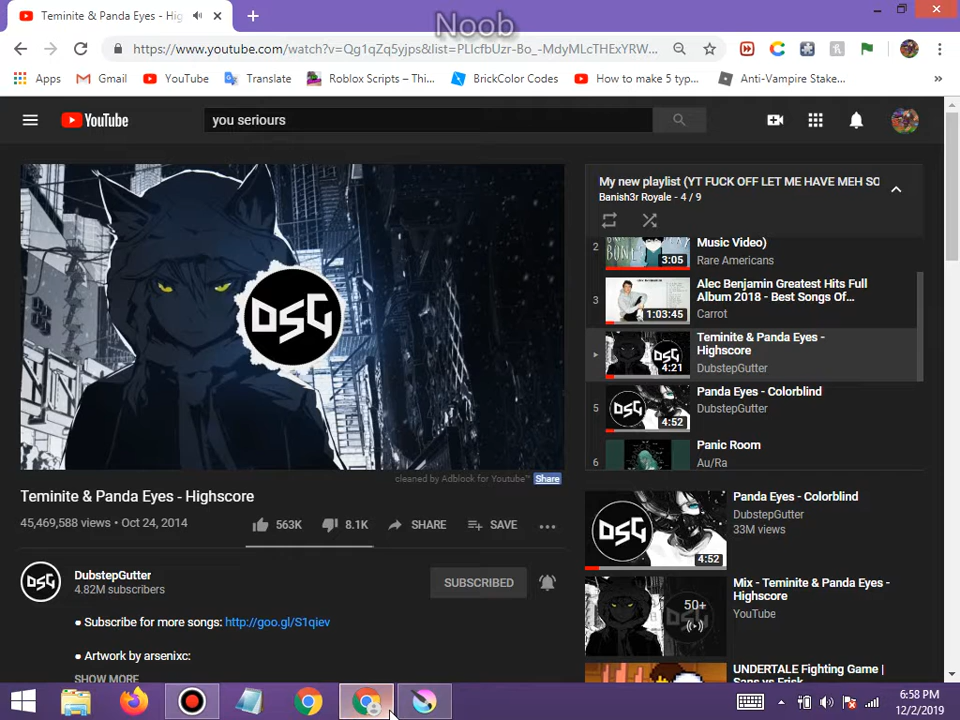 Noob
Teminite & Panda Eyes - Hig
https://www.youtube.com/watch?v=Qg1qZq5yjps&list=PLIcfbUzr-Bo_-MdyMLcTHExYRW...
Apps Gmail YouTube Translate Roblox Scripts – Thi... BrickColor Codes How to make 5 typ... Anti-Vampire Stake... »
YouTube
you seriours
DSG
cleaned by Adblock for Youtube™ Share
Teminite & Panda Eyes - Highscore
45,469,588 views • Oct 24, 2014
563K 8.1K SHARE SAVE
DubstepGutter
4.82M subscribers
SUBSCRIBED
● Subscribe for more songs: http://goo.gl/S1qiev
● Artwork by arsenixc:
SHOW MORE
My new playlist (YT FUCK OFF LET ME HAVE MEH SO
Banish3r Royale - 4 / 9
2
3:05
Music Video)
Rare Americans
3
1:03:45
Alec Benjamin Greatest Hits Full
Album 2018 - Best Songs Of...
Carrot
4:21
Teminite & Panda Eyes -
Highscore
DubstepGutter
5
DSG
4:52
Panda Eyes - Colorblind
DubstepGutter
6
Panic Room
Au/Ra
DSG
4:52
Panda Eyes - Colorblind
DubstepGutter
33M views
50+
Mix - Teminite & Panda Eyes -
Highscore
YouTube
UNDERTALE Fighting Game |
Sans vs Frisk
6:58 PM
12/2/2019